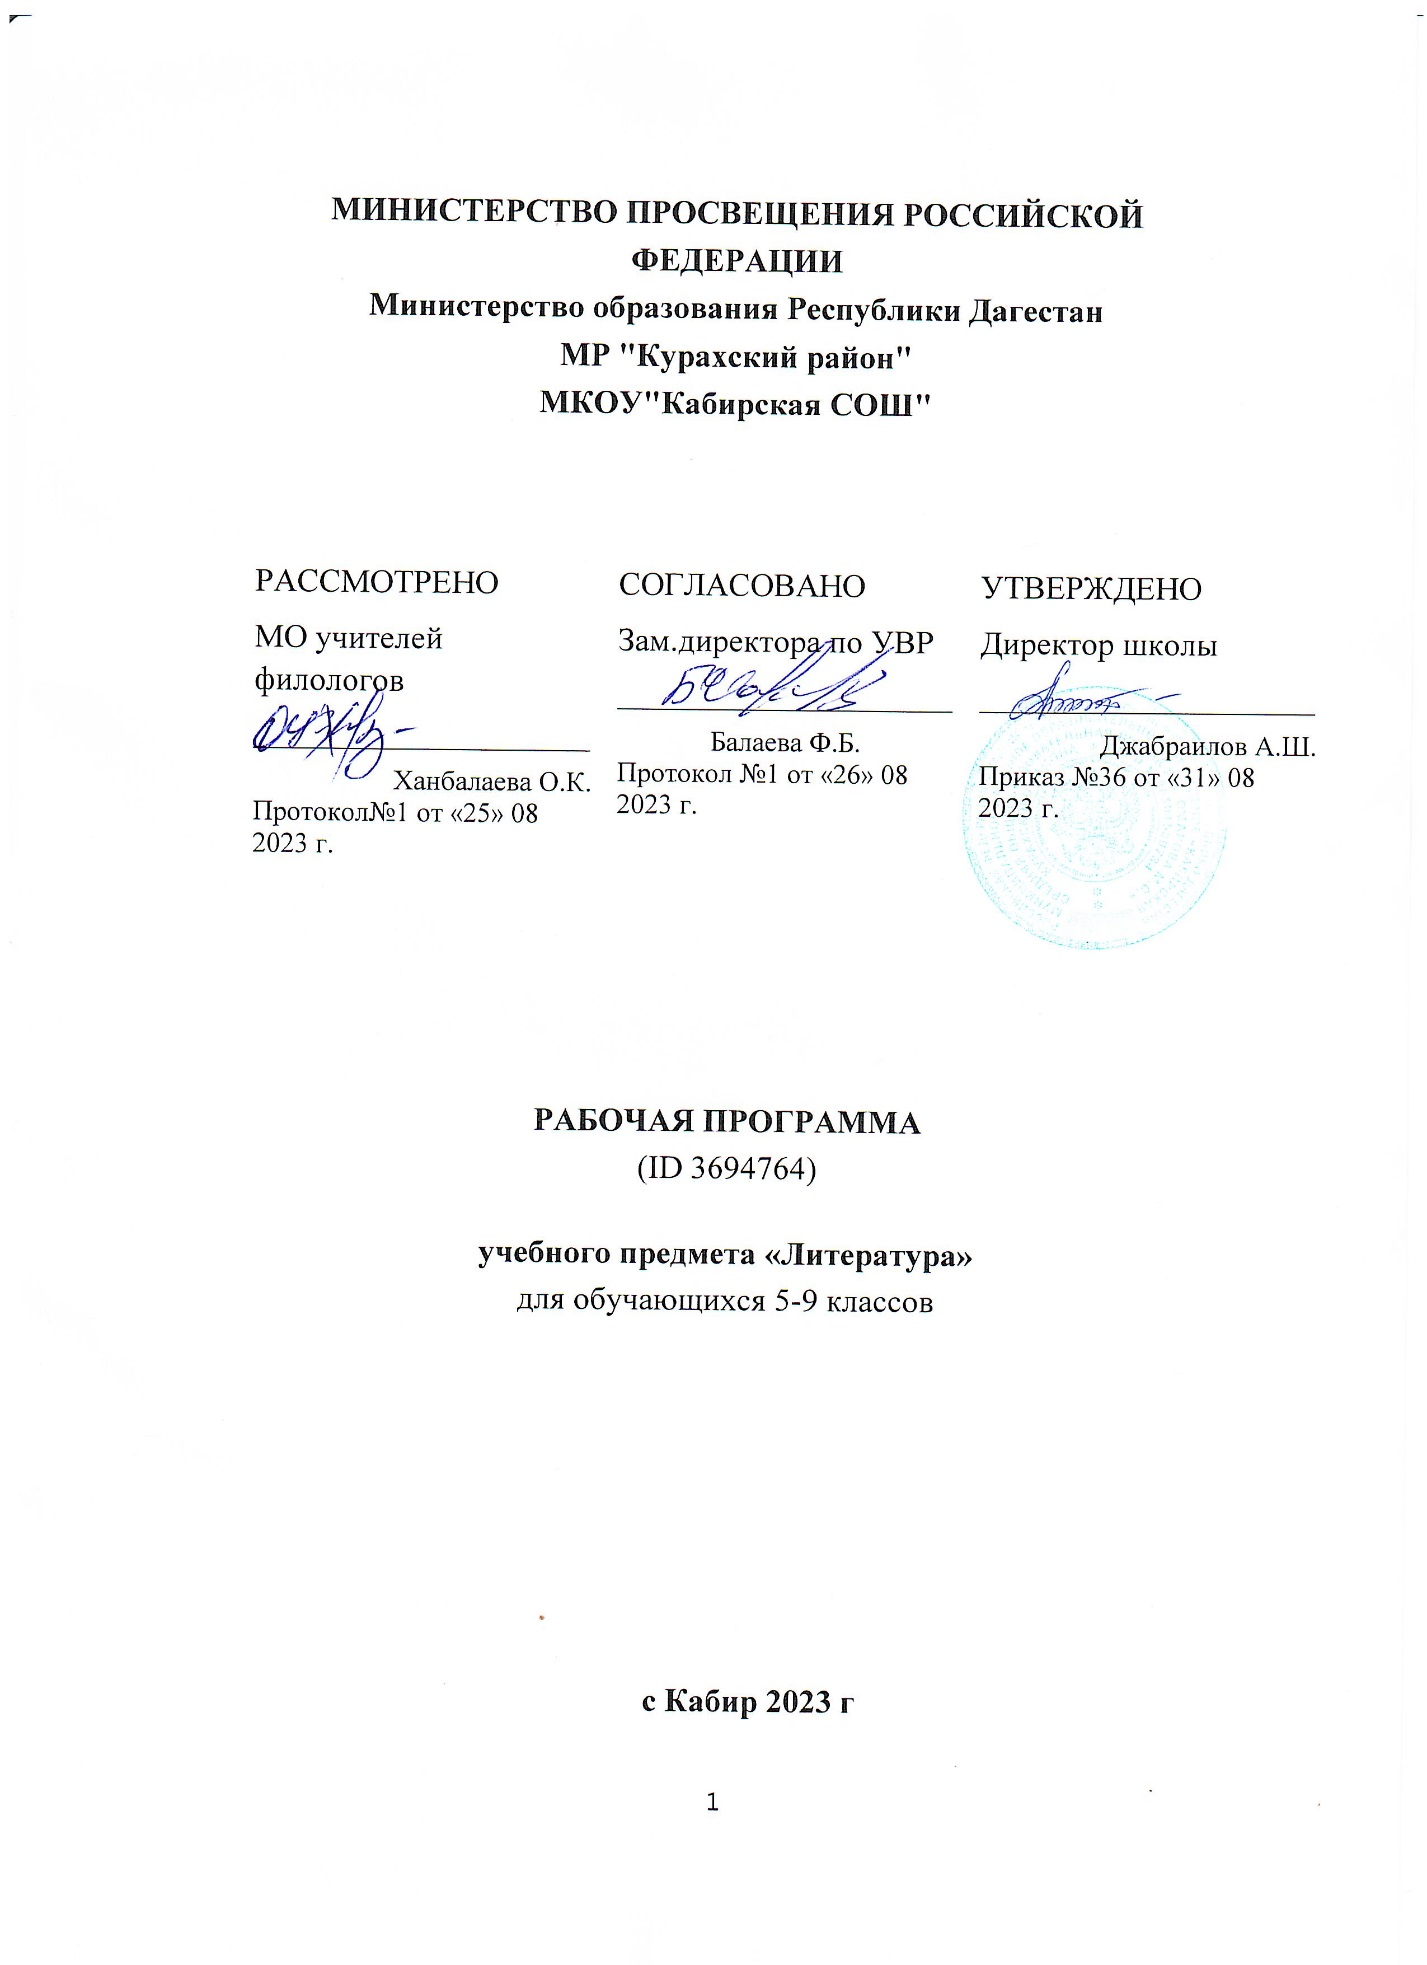 МИНИСТЕРСТВО ПРОСВЕЩЕНИЯ РОССИЙСКОЙ
ФЕДЕРАЦИИ
Министерство образования Республики Дагестан
МР "Курахский район"
МКОУ"Кабирская СОШ"
РАССМОТРЕНО
МО учителей
филологов
Ханбалаева О.К.
Протокол№1 от «25» 08
2023 г.
СОГЛАСОВАНО
Зам.директора по УВР
Балаева Ф.Б.
Протокол №1 от «26» 08
2023 г.
УТВЕРЖДЕНО
Директор школы
Джабраилов А.Ш.
Приказ №36 от «31» 08
2023 г.
РАБОЧАЯ ПРОГРАММА
(ID 3694764)
учебного предмета «Литература»
для обучающихся 5-9 классов
с Кабир 2023 г
1